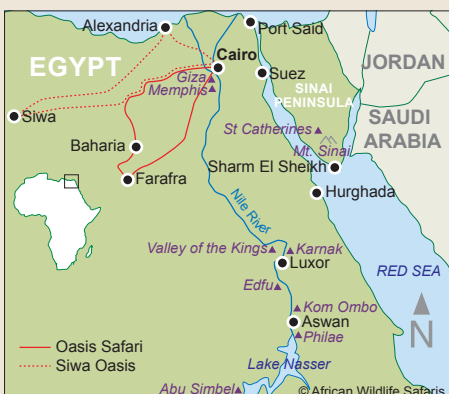 Alexandria
Port Said
EGYPT
Cairo
JORDAN
Giza
Memphis
Suez
SINAI
PENINSULA
Siwa
SAUDI
ARABIA
St Catherines
Baharia
Mt. Sinai
Sharm El Sheikh
Farafra
Hurghada
Nile River
Valley of the Kings
Karnak
Luxor
RED SEA
Edfu
Kom Ombo
Aswan
N
Philae
Oasis Safari
Siwa Oasis
Lake Nasser
Abu Simbel
© African Wildlife Safaris